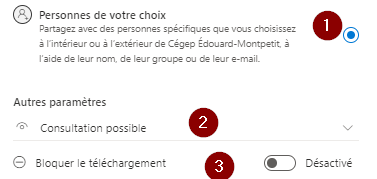 Personnes de votre choix
Partagez avec des personnes spécifiques que vous choisissez
à l'intérieur ou à l'extérieur de Cégep Édouard-Montpetit, à
l'aide de leur nom, de leur groupe ou de leur e-mail.
1
Autres paramètres
Consultation possible
2
Bloquer le téléchargement
3
Désactivé